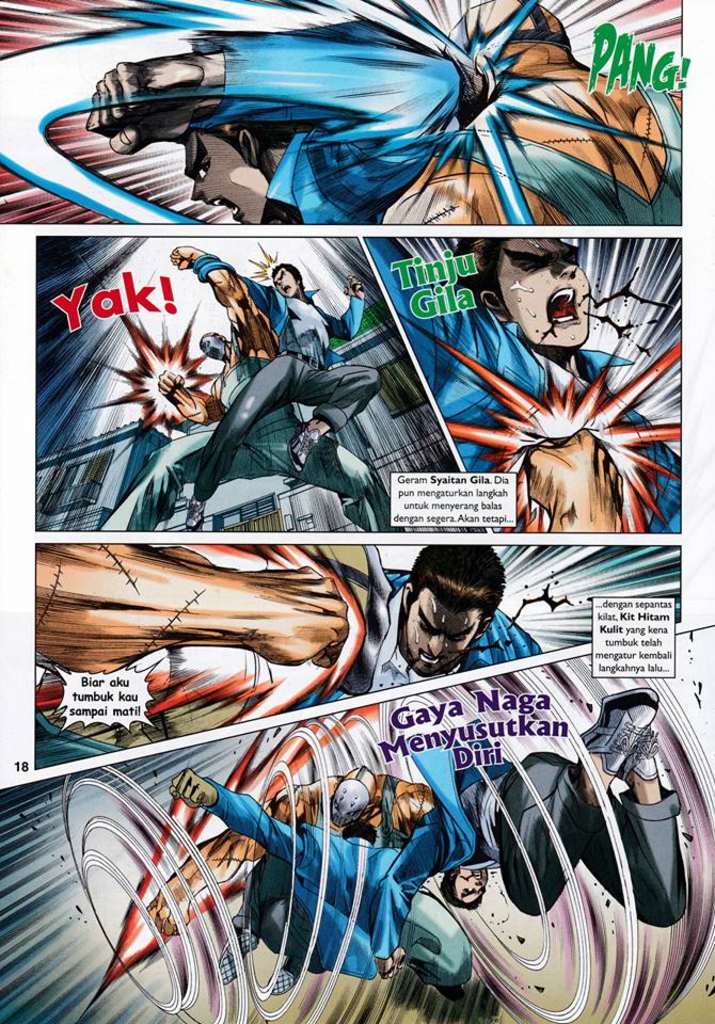 PANG!
Yak!
Tinju
Gila
Geram Syaitan Gila. Dia
pun mengaturkan langkah
untuk menyerang balas
dengan segera. Akan tetapi...
...dengan sepantas
kilat, Kit Hitam
Kulit yang kena
tumbuk telah
mengatur kembali
langkahnya lalu...
Biar aku
tumbuk kau
sampai mati!
Gaya Naga
Menyusutkan
Diri
18